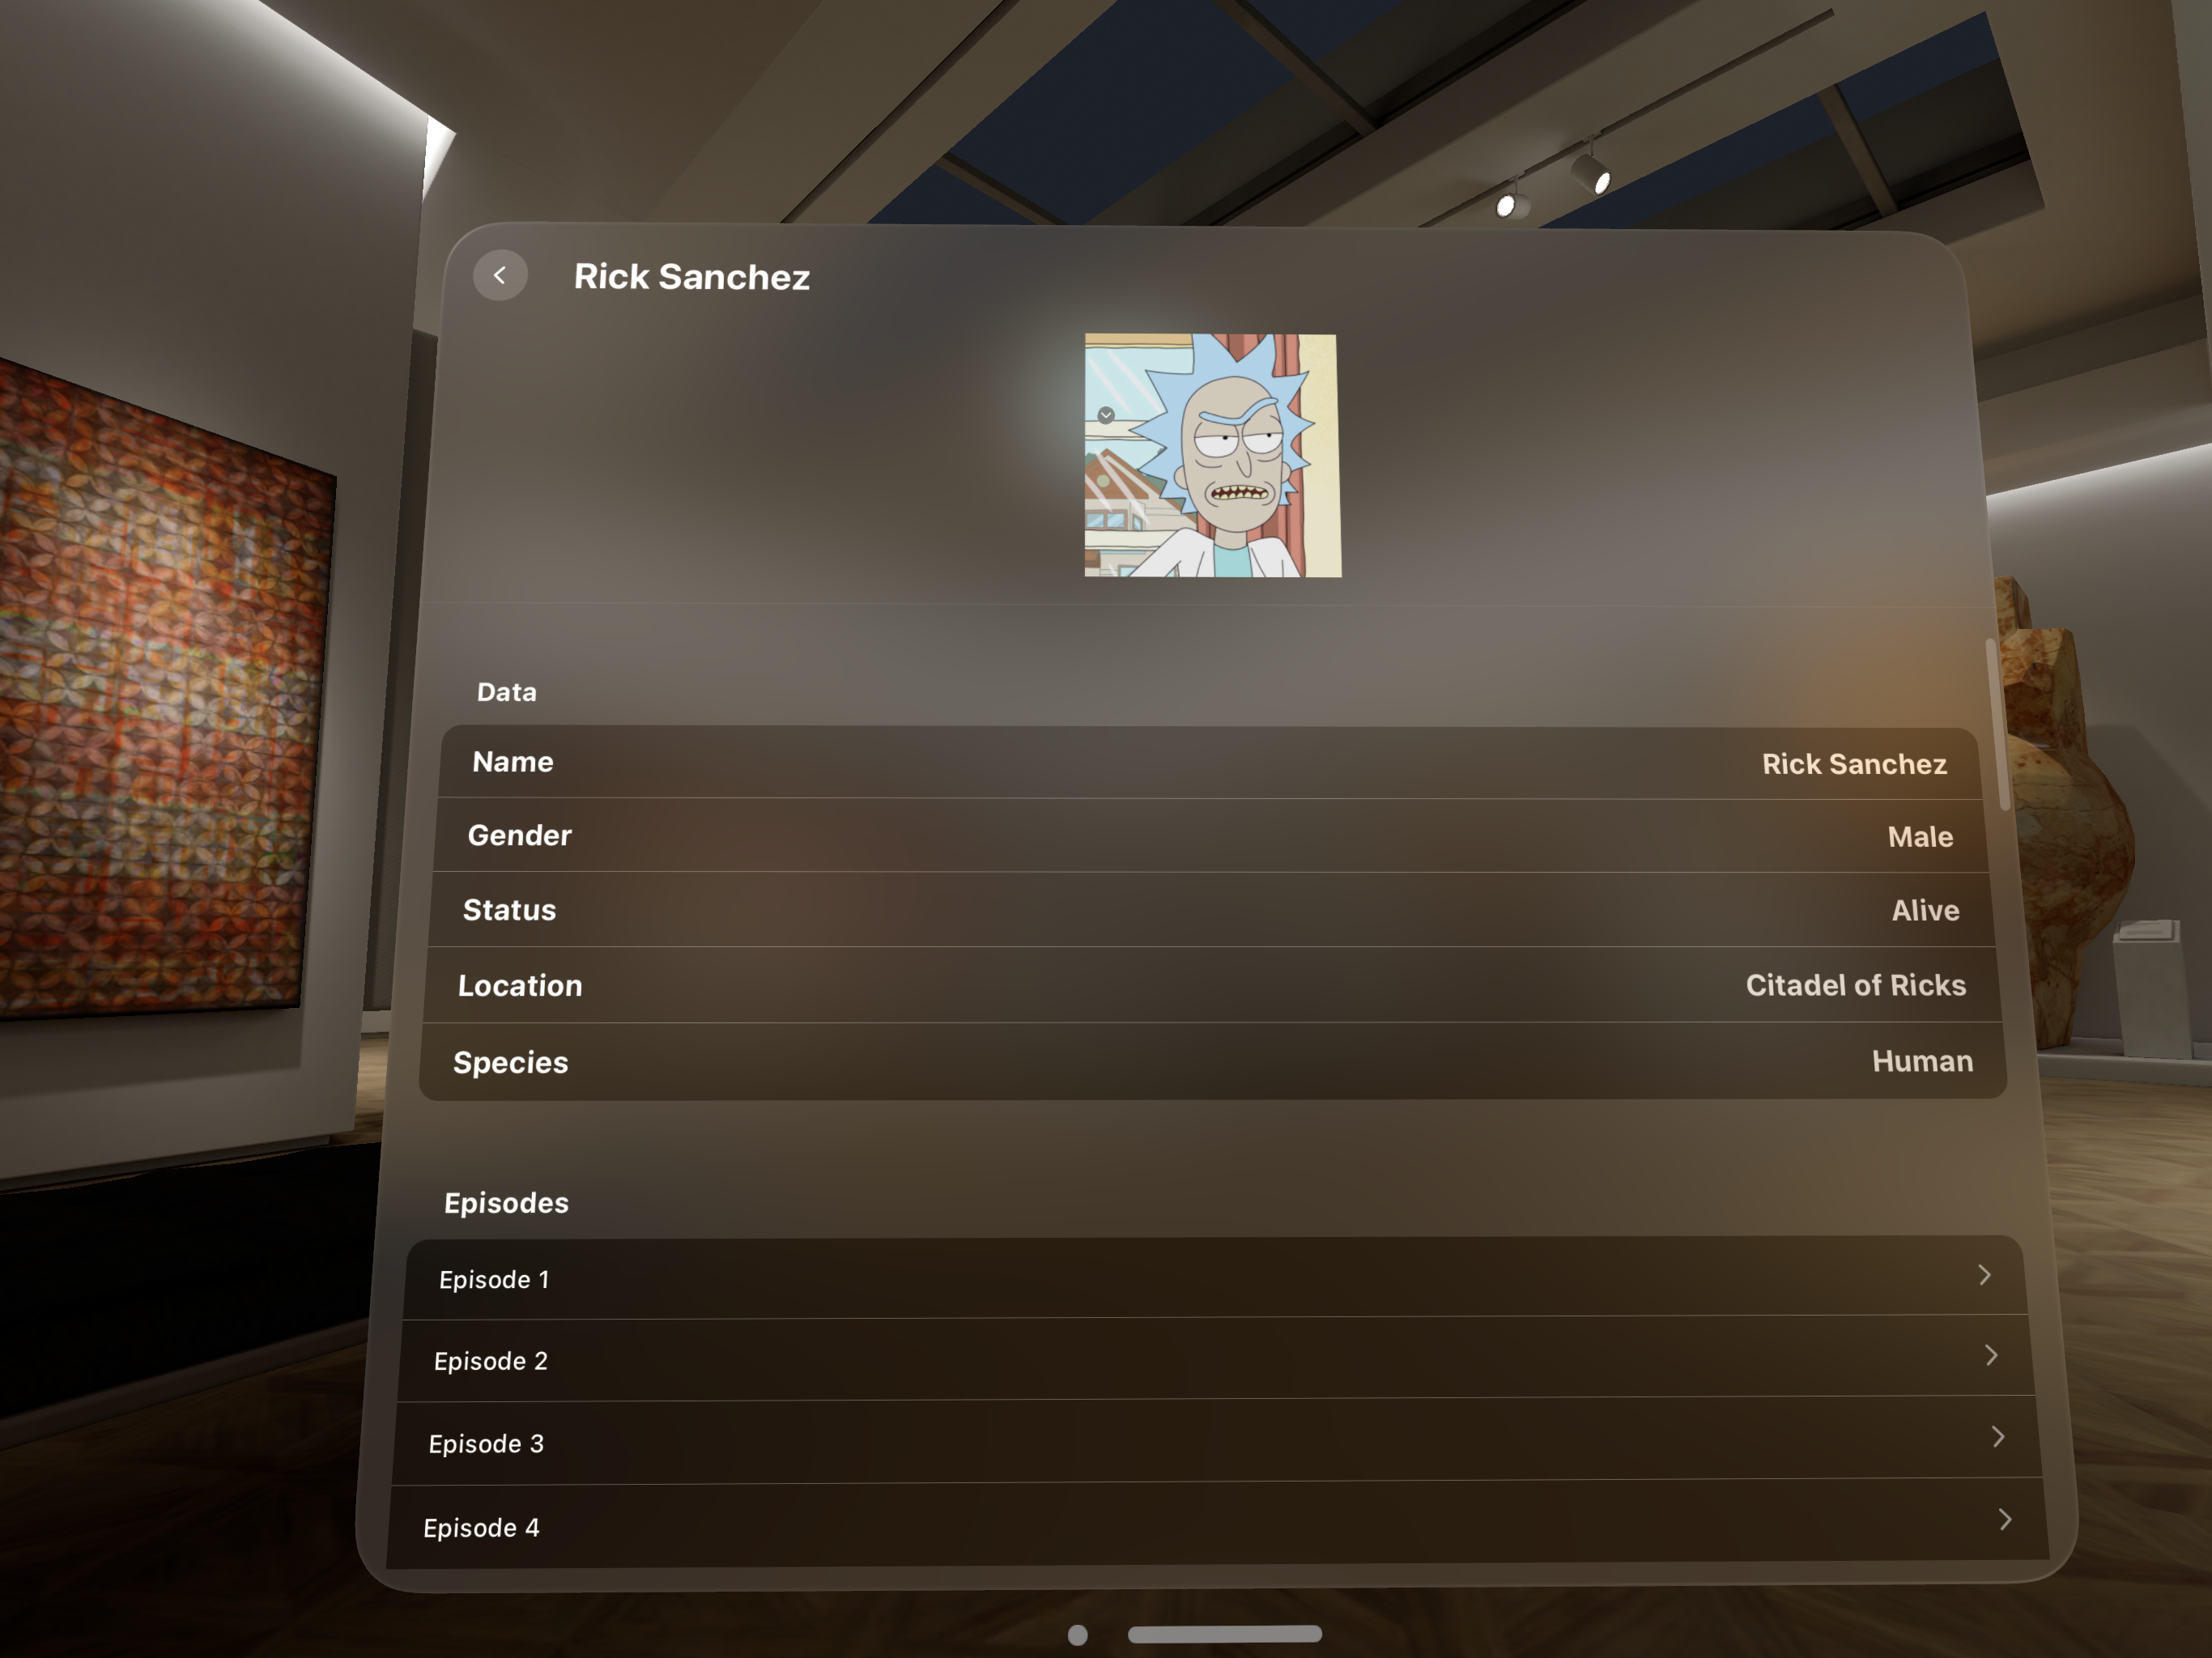 Rick Sanchez
Data
Name Rick Sanchez
Gender Male
Status Alive
Location Citadel of Ricks
Species Human
Episodes
Episode 1
Episode 2
Episode 3
Episode 4